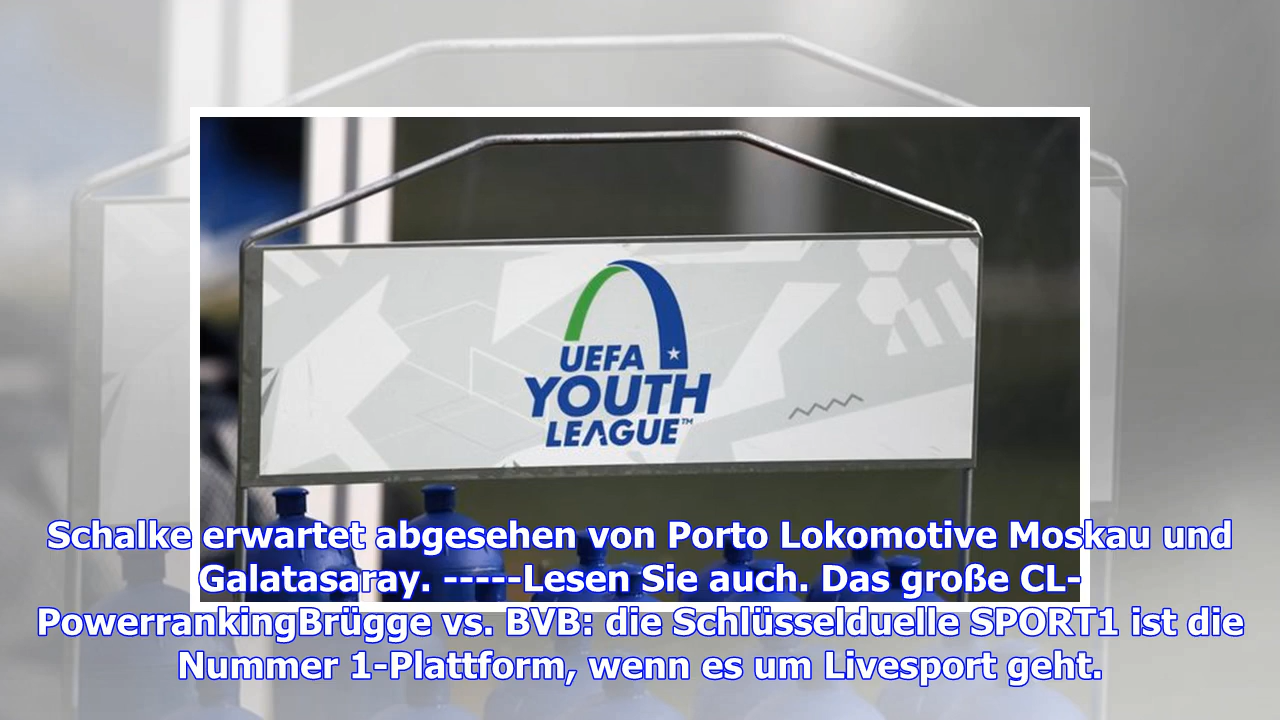 UEFA
YOUTH
LEAGUE™
Schalke erwartet abgesehen von Porto Lokomotive Moskau und
Galatasaray. -----Lesen Sie auch. Das große CL-
PowerrankingBrügge vs. BVB: die Schlüsselduelle SPORT1 ist die
Nummer 1-Plattform, wenn es um Livesport geht.